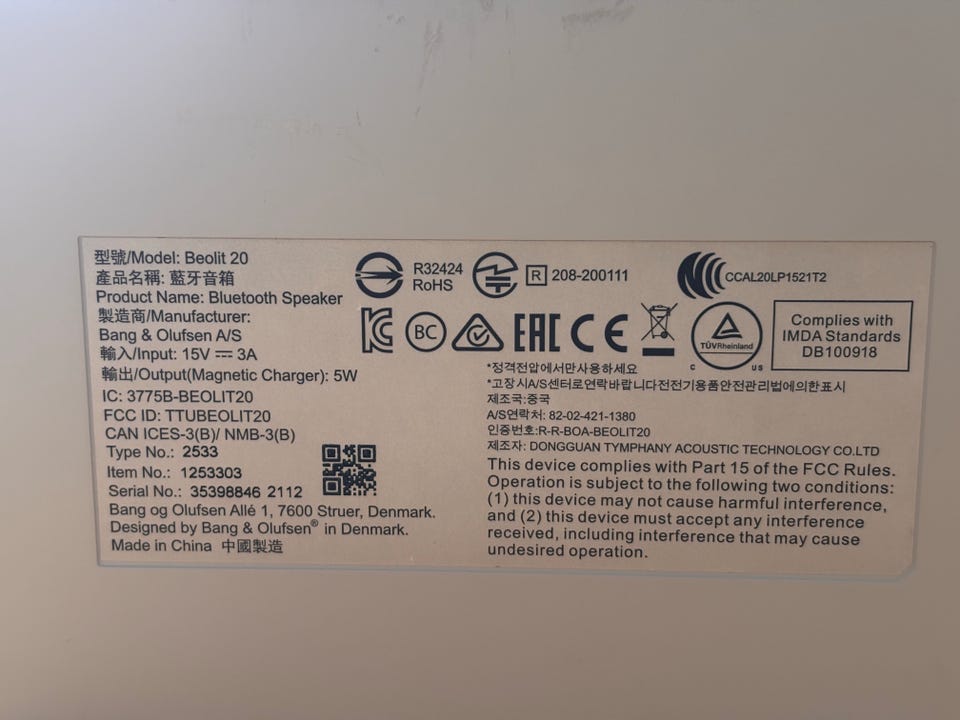 型號/Model: Beolit 20
產品名稱: 藍牙音箱
Product Name: Bluetooth Speaker
製造商/Manufacturer:
Bang & Olufsen A/S
輸入/Input: 15V ⎓ 3A
輸出/Output(Magnetic Charger): 5W
IC: 3775B-BEOLIT20
FCC ID: TTUBEOLIT20
CAN ICES-3(B)/ NMB-3(B)
Type No.: 2533
Item No.: 1253303
Serial No.: 35398846 2112
Bang og Olufsen Allé 1, 7600 Struer, Denmark.
Designed by Bang & Olufsen® in Denmark.
Made in China 中國製造
R32424
RoHS
R 208-200111
CCAL20LP1521T2
BC
EAC
CE
TÜVRheinland
C US
Complies with
IMDA Standards
DB100918
*정격전압에서만사용하세요
*고장시A/S센터로연락바랍니다전전기용품안전관리법에의한표시
제조국:중국
A/S연락처: 82-02-421-1380
인증번호:R-R-BOA-BEOLIT20
제조자: DONGGUAN TYMPHANY ACOUSTIC TECHNOLOGY CO.LTD
This device complies with Part 15 of the FCC Rules.
Operation is subject to the following two conditions:
(1) this device may not cause harmful interference,
and (2) this device must accept any interference
received, including interference that may cause
undesired operation.